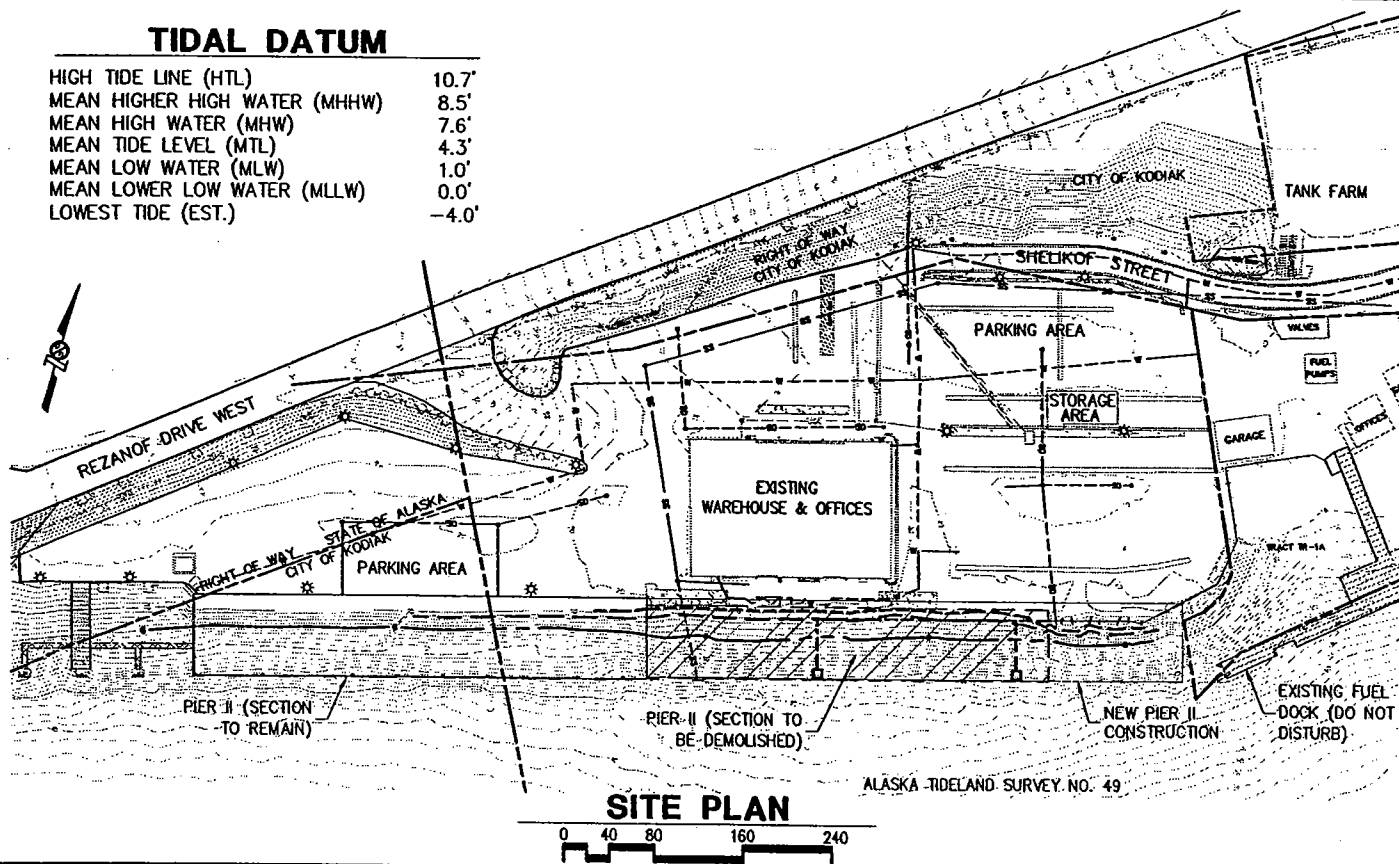 TIDAL DATUM
HIGH TIDE LINE (HTL) 10.7'
MEAN HIGHER HIGH WATER (MHHW) 8.5'
MEAN HIGH WATER (MHW) 7.6'
MEAN TIDE LEVEL (MTL) 4.3'
MEAN LOW WATER (MLW) 1.0'
MEAN LOWER LOW WATER (MLLW) 0.0'
LOWEST TIDE (EST.) -4.0'
CITY OF KODIAK
TANK FARM
RIGHT OF WAY
CITY OF KODIAK
SHELIKOF STREET
PARKING AREA
VALVES
FUEL
PUMPS
REZANOF DRIVE WEST
STORAGE
AREA
GARAGE
OFFICES
EXISTING
WAREHOUSE & OFFICES
RIGHT OF WAY STATE OF ALASKA
CITY OF KODIAK
PARKING AREA
TRACT TR-1A
PIER II (SECTION
TO REMAIN)
PIER II (SECTION TO
BE DEMOLISHED)
NEW PIER II
CONSTRUCTION
EXISTING FUEL
DOCK (DO NOT
DISTURB)
ALASKA TIDELAND SURVEY NO. 49
SITE PLAN
0 40 80 160 240